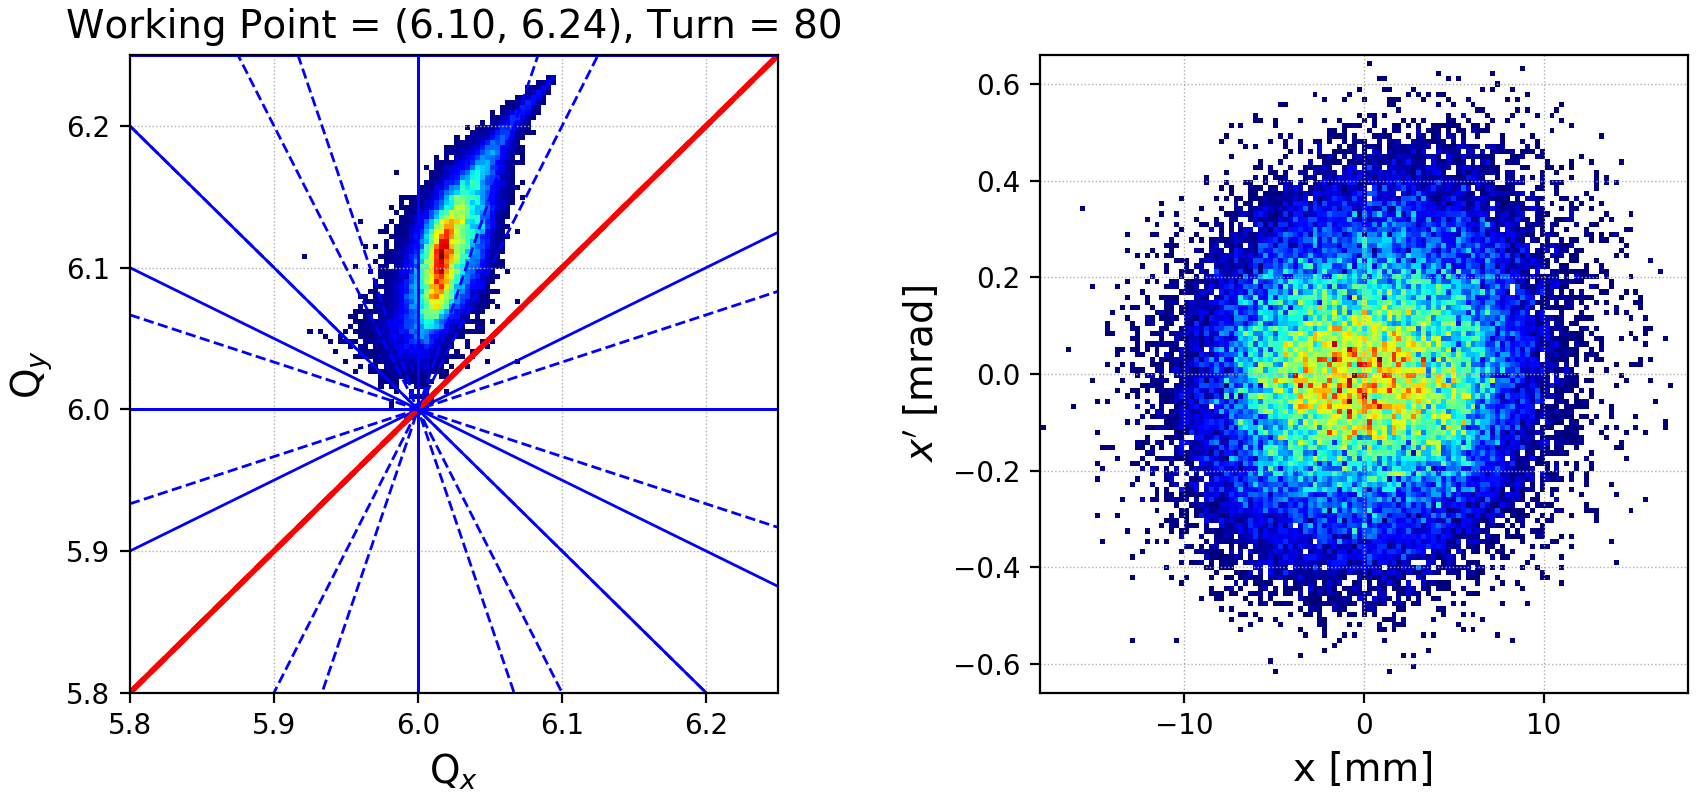 Working Point = (6.10, 6.24), Turn = 80
6.2
6.1
6.0
5.9
5.8
Qy
5.8 5.9 6.0 6.1 6.2
Qx
0.6
0.4
0.2
0.0
−0.2
−0.4
−0.6
x′ [mrad]
−10 0 10
x [mm]